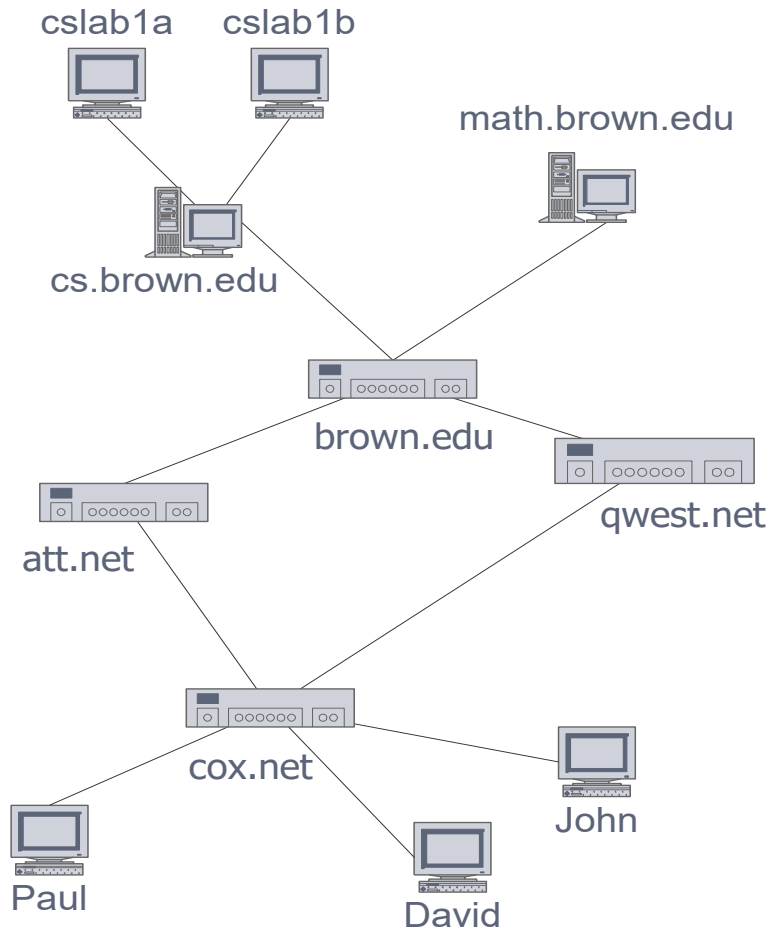 cslab1a cslab1b
math.brown.edu
cs.brown.edu
brown.edu
qwest.net
att.net
cox.net
John
Paul
David